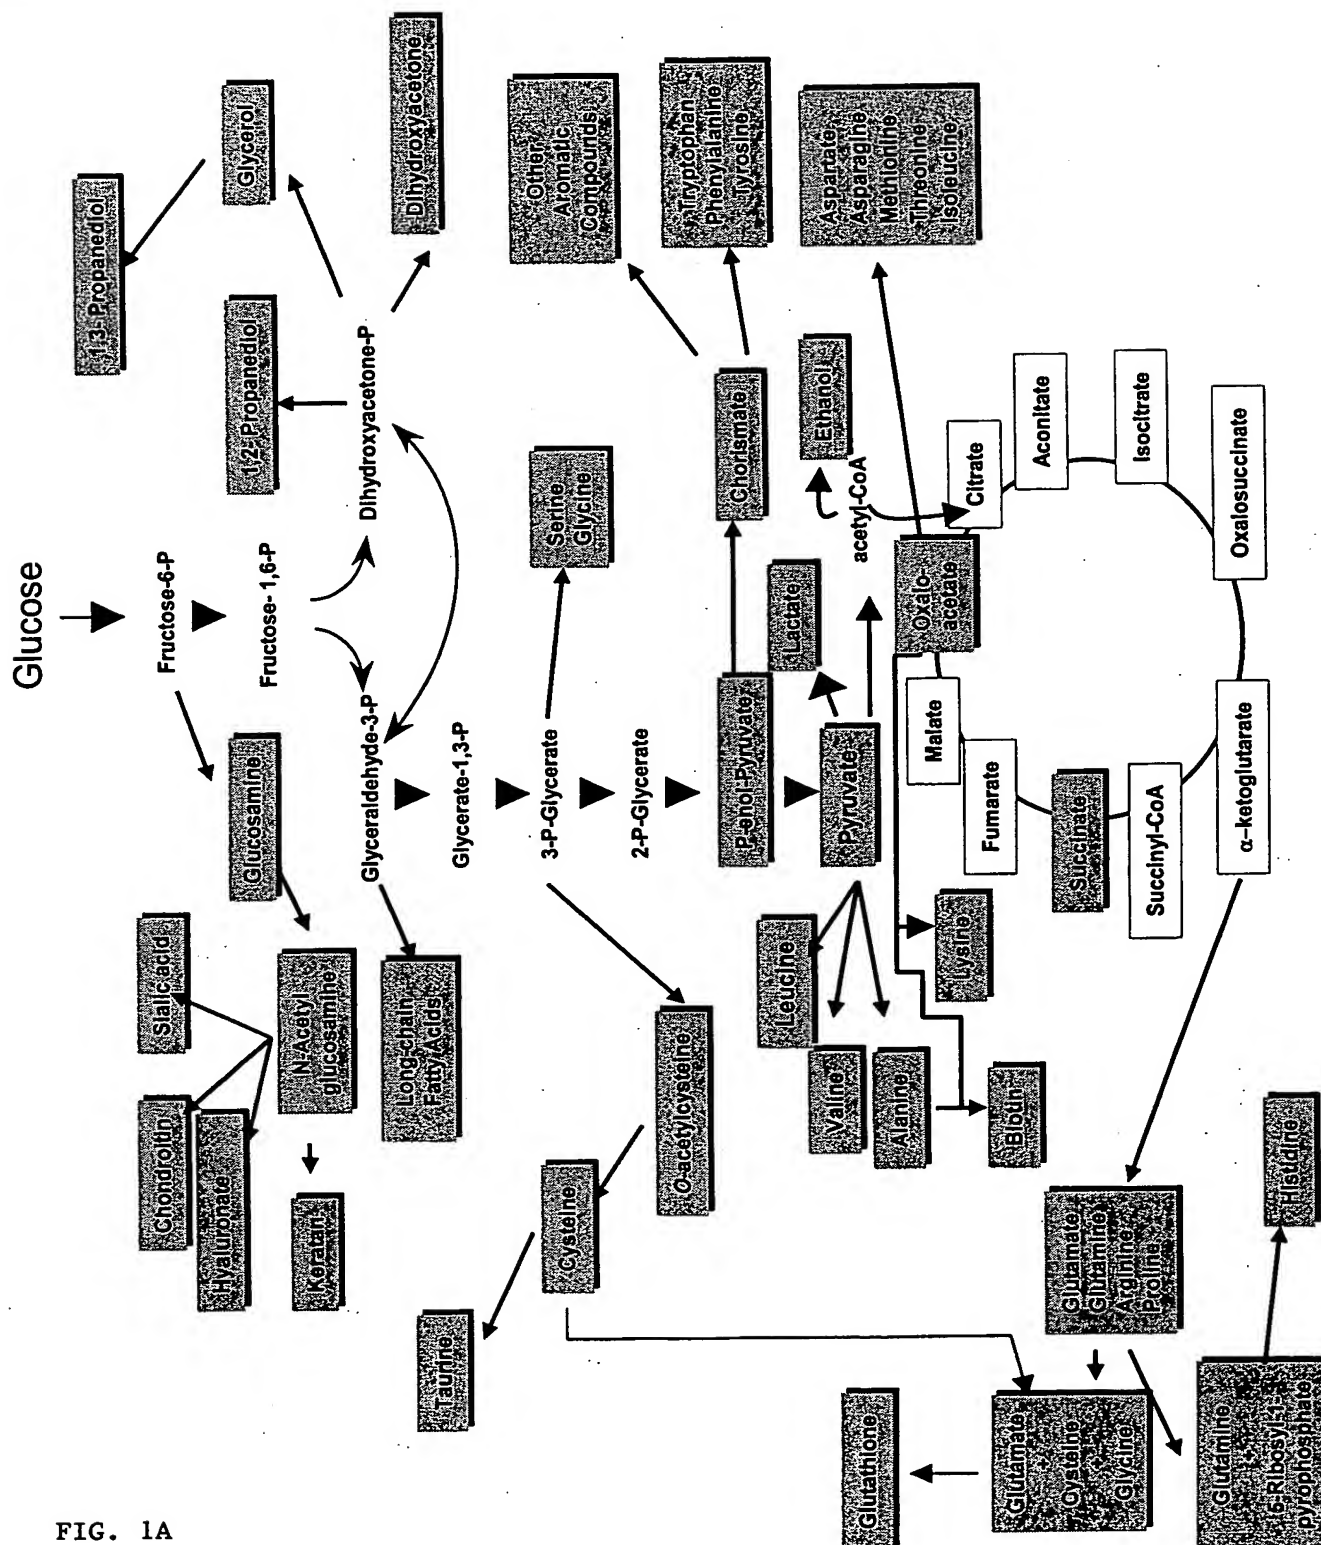 Glucose
Fructose-6-P
Fructose- 1,6-P
1,3- Propanediol
Glycerol
1,2- Propanediol
Dihydroxyacetone-P
Dihydroxyacetone
Glucosamine
Sialic acid
Chondroitin
Hyaluronate
N-Acetyl
glucosamine
Keratan
Glyceraldehyde-3-P
Long-chain
Fatty Acids
Glycerate-1,3-P
3-P-Glycerate
Serine
Glycine
2-P-Glycerate
O-acetylcysteine
Cysteine
Taurine
P-enol-Pyruvate
Chorismate
Other
Aromatic
Compounds
Tryptophan
Phenylalanine
Tyrosine
Lactate
Pyruvate
Leucine
Valine
Alanine
acetyl-CoA
Ethanol
Aspartate
Asparagine
Methionine
Threonine
Isoleucine
Oxalo-
acetate
Citrate
Aconitate
Isocitrate
Oxalosuccinate
α-ketoglutarate
Succinyl-CoA
Succinate
Fumarate
Malate
Lysine
Biotin
Glutamate
Glutamine
Arginine
Proline
Glutamate
+
Cysteine
+
Glycine
Glutathione
Glutamine
+
5-Ribosyl-1-
pyrophosphate
Histidine
FIG. 1A